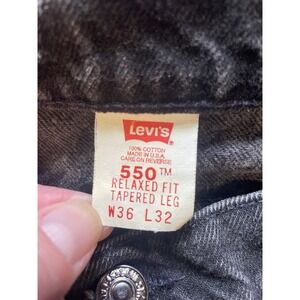 Levi's®
100% COTTON
MADE IN U.S.A.
CARE ON REVERSE
550™
RELAXED FIT
TAPERED LEG
W36 L32